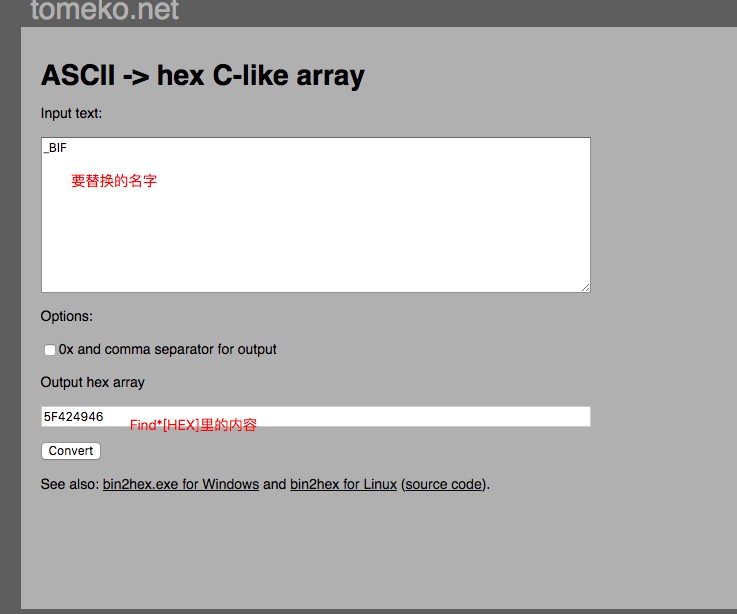 tomeko.net
ASCII -> hex C-like array
Input text:
_BIF
要替换的名字
Options:
0x and comma separator for output
Output hex array
5F424946
Find*[HEX]里的内容
Convert
See also: bin2hex.exe for Windows and bin2hex for Linux (source code).